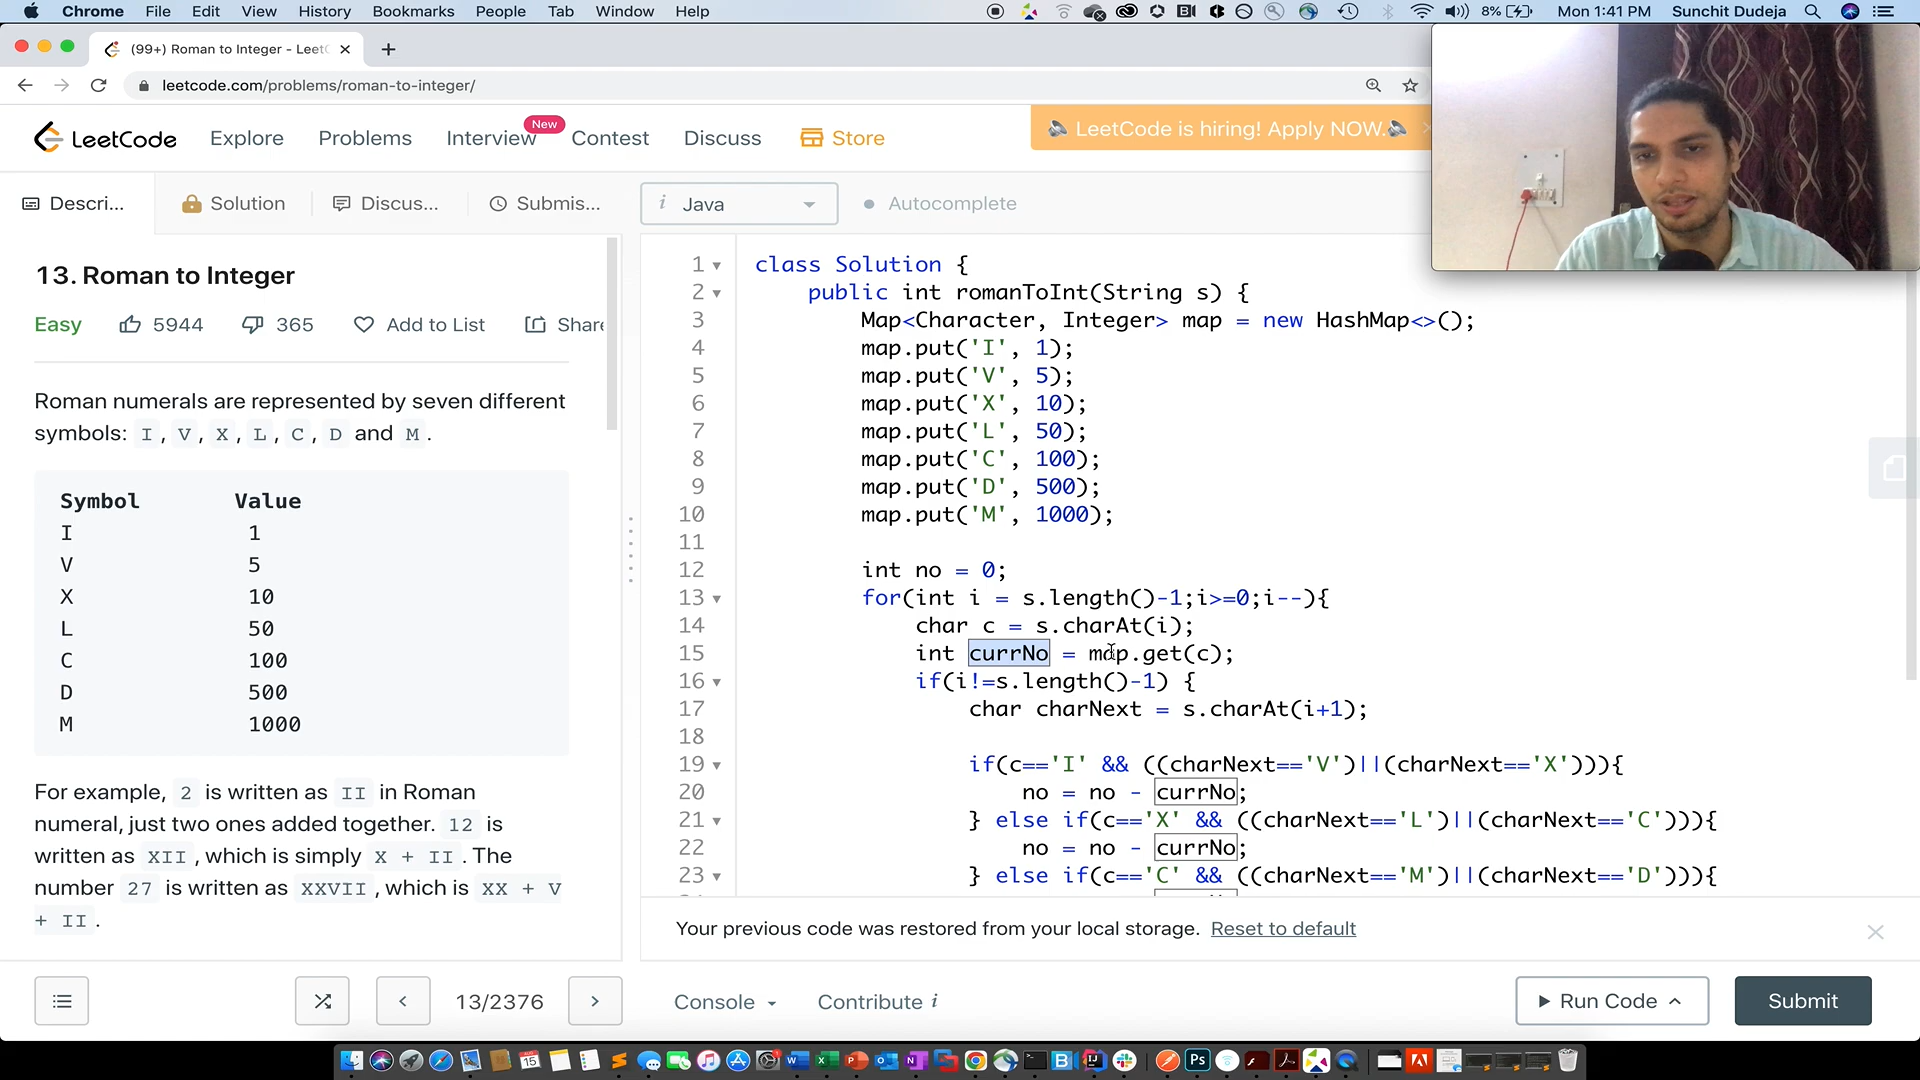 Chrome File Edit View History Bookmarks People Tab Window Help
8% Mon 1:41 PM Sunchit Dudeja
(99+) Roman to Integer - Leet
leetcode.com/problems/roman-to-integer/
LeetCode Explore Problems Interview New Contest Discuss Store
LeetCode is hiring! Apply NOW.
Descri... Solution Discus... Submis...
i Java Autocomplete
13. Roman to Integer
Easy 5944 365 Add to List Share
Roman numerals are represented by seven different
symbols: I , V , X , L , C , D and M .
Symbol Value
I 1
V 5
X 10
L 50
C 100
D 500
M 1000
For example, 2 is written as II in Roman
numeral, just two ones added together. 12 is
written as XII , which is simply X + II . The
number 27 is written as XXVII , which is XX + V
+ II .
1 class Solution {
2 public int romanToInt(String s) {
3 Map<Character, Integer> map = new HashMap<>();
4 map.put('I', 1);
5 map.put('V', 5);
6 map.put('X', 10);
7 map.put('L', 50);
8 map.put('C', 100);
9 map.put('D', 500);
10 map.put('M', 1000);
11
12 int no = 0;
13 for(int i = s.length()-1;i>=0;i--){
14 char c = s.charAt(i);
15 int currNo = map.get(c);
16 if(i!=s.length()-1) {
17 char charNext = s.charAt(i+1);
18
19 if(c=='I' && ((charNext=='V')||(charNext=='X'))){
20 no = no - currNo;
21 } else if(c=='X' && ((charNext=='L')||(charNext=='C'))){
22 no = no - currNo;
23 } else if(c=='C' && ((charNext=='M')||(charNext=='D'))){
Your previous code was restored from your local storage. Reset to default
13/2376
Console Contribute i
Run Code Submit